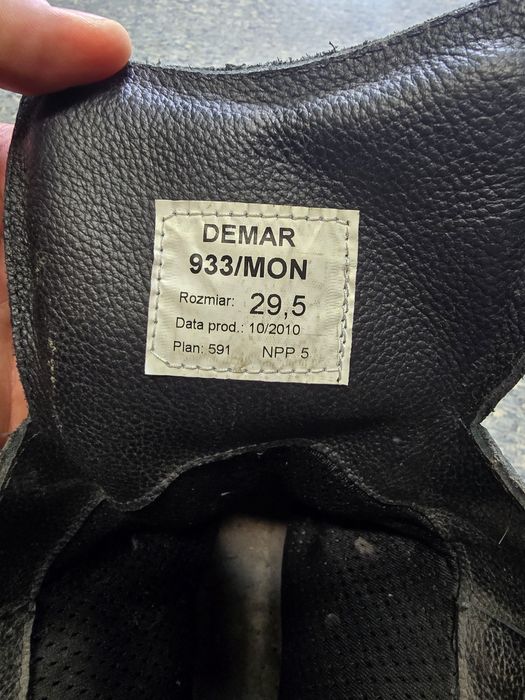 DEMAR
933/MON
Rozmiar: 29,5
Data prod.: 10/2010
Plan: 591 NPP 5